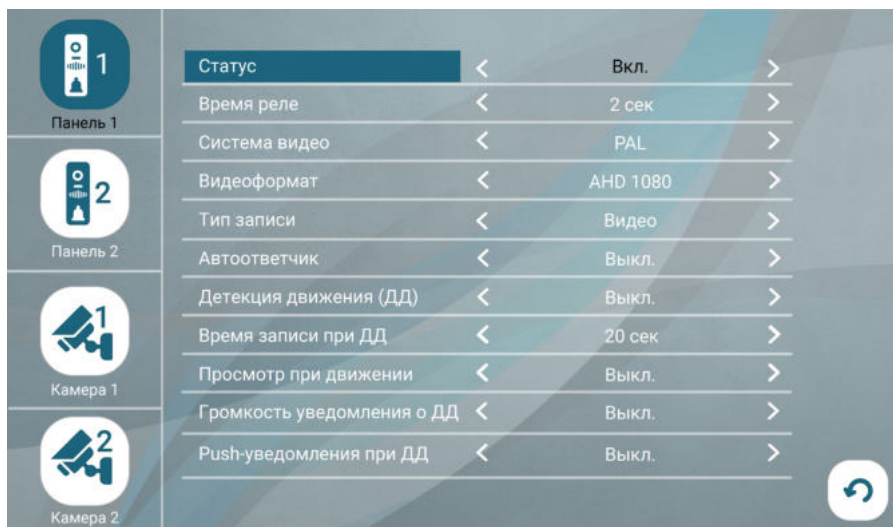 1
Панель 1
2
Панель 2
1
Камера 1
2
Камера 2
Статус Вкл.
Время реле 2 сек
Система видео PAL
Видеоформат AHD 1080
Тип записи Видео
Автоответчик Выкл.
Детекция движения (ДД) Выкл.
Время записи при ДД 20 сек
Просмотр при движении Выкл.
Громкость уведомления о ДД Выкл.
Push-уведомления при ДД Выкл.